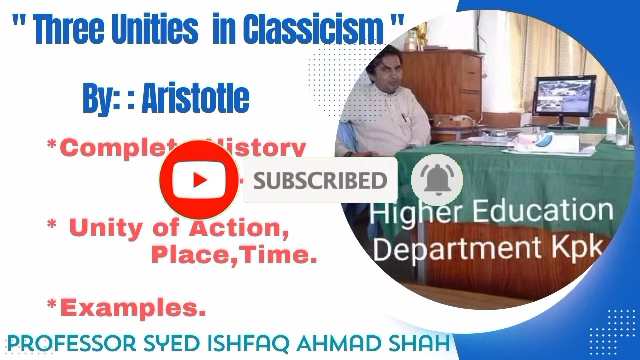 " Three Unities in Classicism "
By: : Aristotle
*Complete History
SUBSCRIBED
* Unity of Action,
Place,Time.
*Examples.
Higher Education
Department Kpk
PROFESSOR SYED ISHFAQ AHMAD SHAH